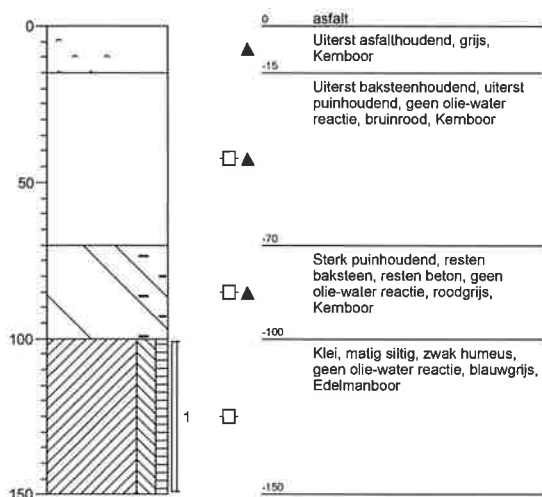 0
0 asfalt
Uiterst asfalthoudend, grijs,
Kernboor
-15
Uiterst baksteenhoudend, uiterst
puinhoudend, geen olie-water
reactie, bruinrood, Kernboor
50
-70
Sterk puinhoudend, resten
baksteen, resten beton, geen
olie-water reactie, roodgrijs,
Kernboor
100
-100
Klei, matig siltig, zwak humeus,
geen olie-water reactie, blauwgrijs,
Edelmanboor
1
150
-150